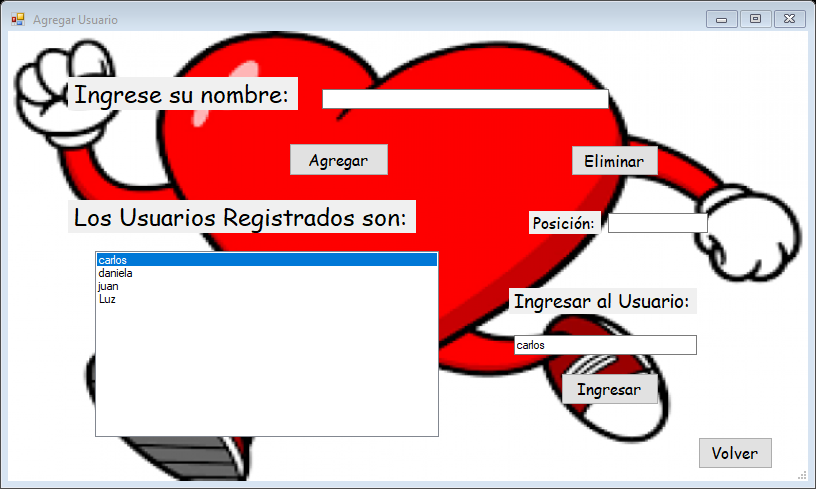 Agregar Usuario
Ingrese su nombre:
Agregar
Eliminar
Los Usuarios Registrados son:
Posición:
carlos
daniela
juan
Luz
Ingresar al Usuario:
carlos
Ingresar
Volver